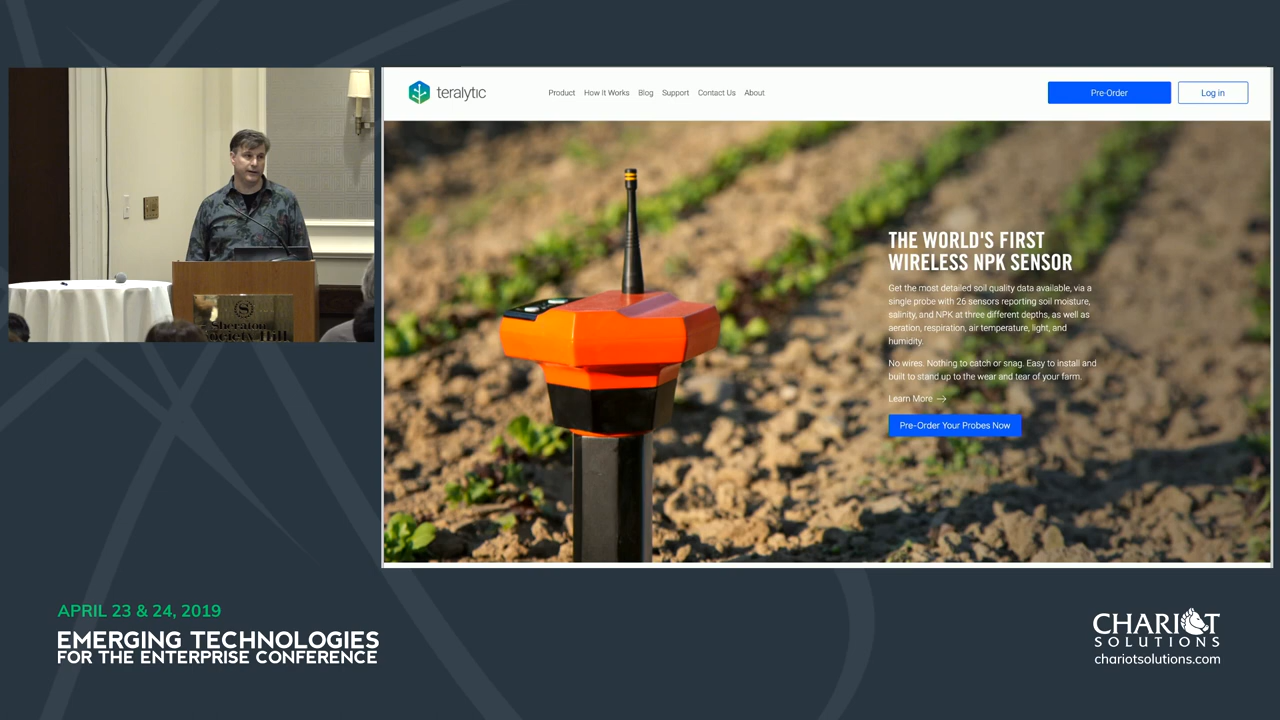 teralytic
Product How It Works Blog Support Contact Us About
Pre-Order
Log in
THE WORLD'S FIRST
WIRELESS NPK SENSOR
Get the most detailed soil quality data available, via a
single probe with 26 sensors reporting soil moisture,
salinity, and NPK at three different depths, as well as
aeration, respiration, air temperature, light, and
humidity.
No wires. Nothing to catch or snag. Easy to install and
built to stand up to the wear and tear of your farm.
Learn More →
Pre-Order Your Probes Now
S
Sheraton
Society Hill
APRIL 23 & 24, 2019
EMERGING TECHNOLOGIES
FOR THE ENTERPRISE CONFERENCE
CHARIOT
SOLUTIONS
chariotsolutions.com